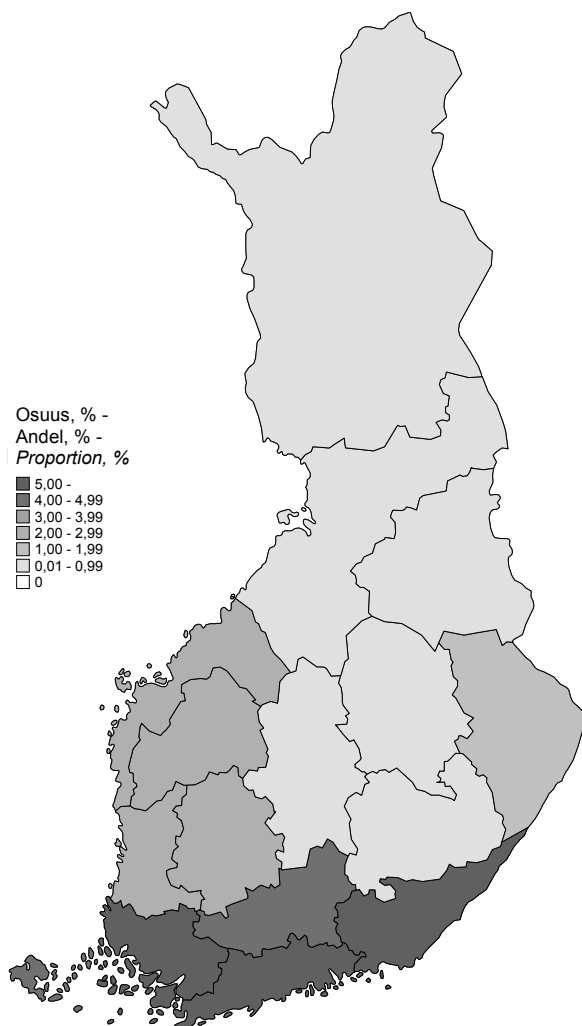 Osuus, % -
Andel, % -
Proportion, %
5,00 -
4,00 - 4,99
3,00 - 3,99
2,00 - 2,99
1,00 - 1,99
0,01 - 0,99
0